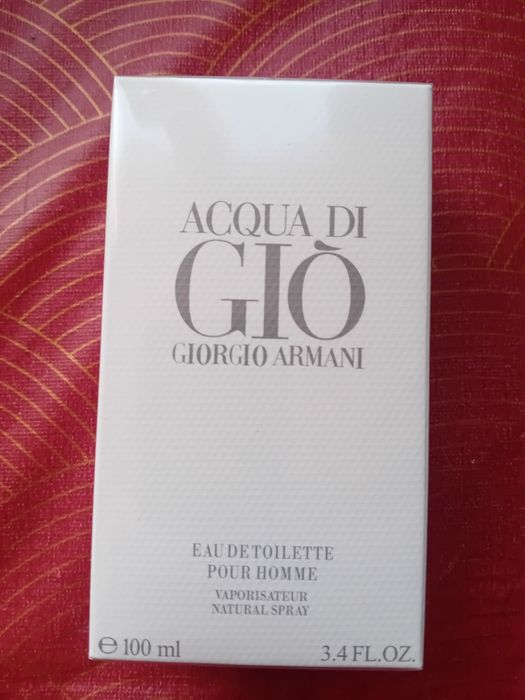 ACQUA DI
GIÒ
GIORGIO ARMANI
EAU DE TOILETTE
POUR HOMME
VAPORISATEUR
NATURAL SPRAY
℮ 100 ml 3.4 FL.OZ.